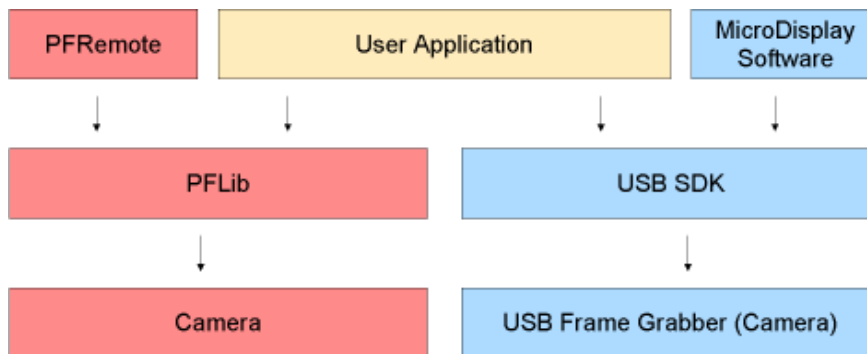 PFRemote
User Application
MicroDisplay
Software
PFLib
USB SDK
Camera
USB Frame Grabber (Camera)